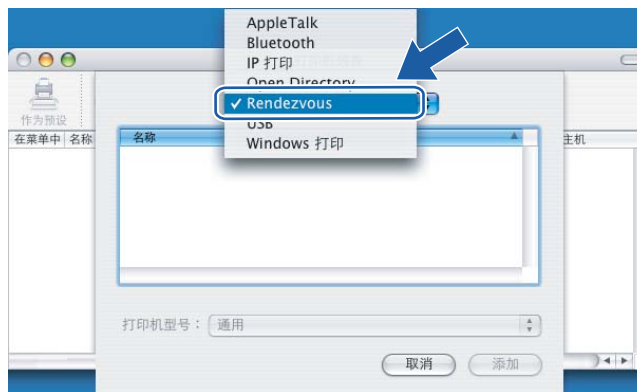 AppleTalk
Bluetooth
IP 打印
Open Directory
✓ Rendezvous
USB
Windows 打印
作为预设
在菜单中 名称
主机
名称
打印机型号： 通用
取消 添加